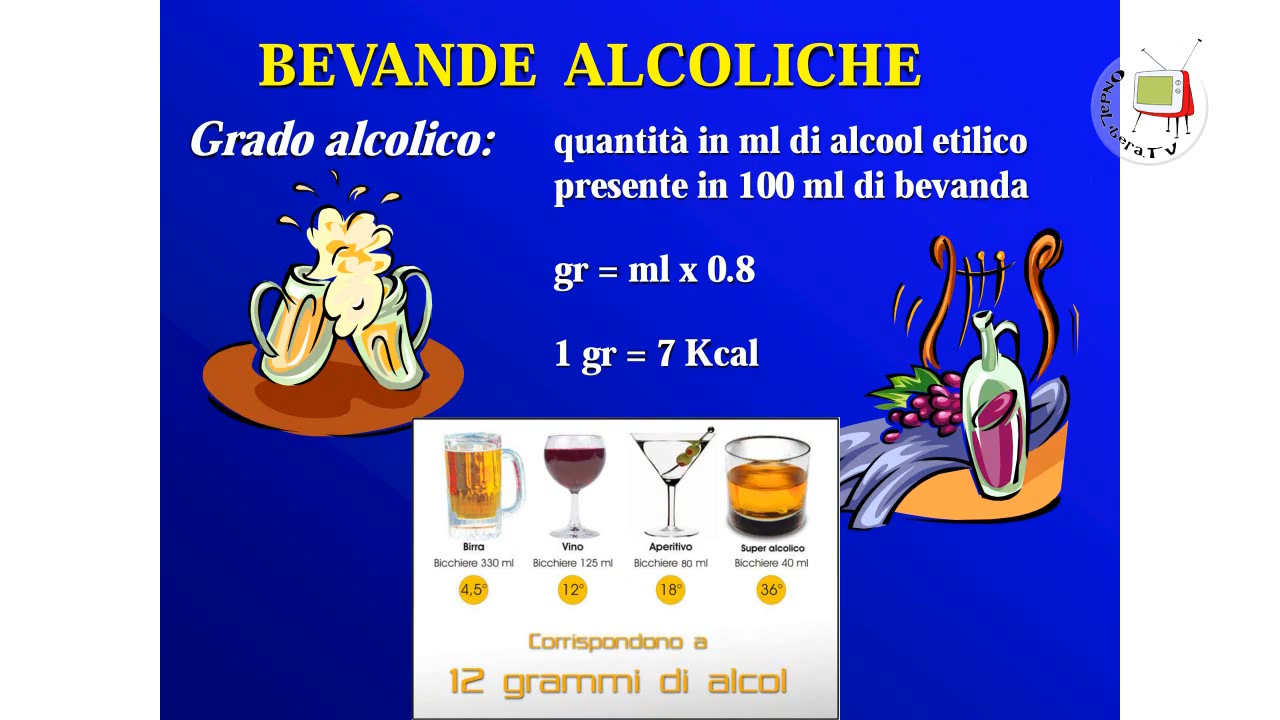 BEVANDE ALCOLICHE
Grado alcolico:
quantità in ml di alcool etilico
presente in 100 ml di bevanda
gr = ml x 0.8
1 gr = 7 Kcal
Birra Vino Aperitivo Super alcolico
Bicchiere 330 ml Bicchiere 125 ml Bicchiere 80 ml Bicchiere 40 ml
4,5° 12° 18° 36°
Corrispondono a
12 grammi di alcol
OndaLibera.TV